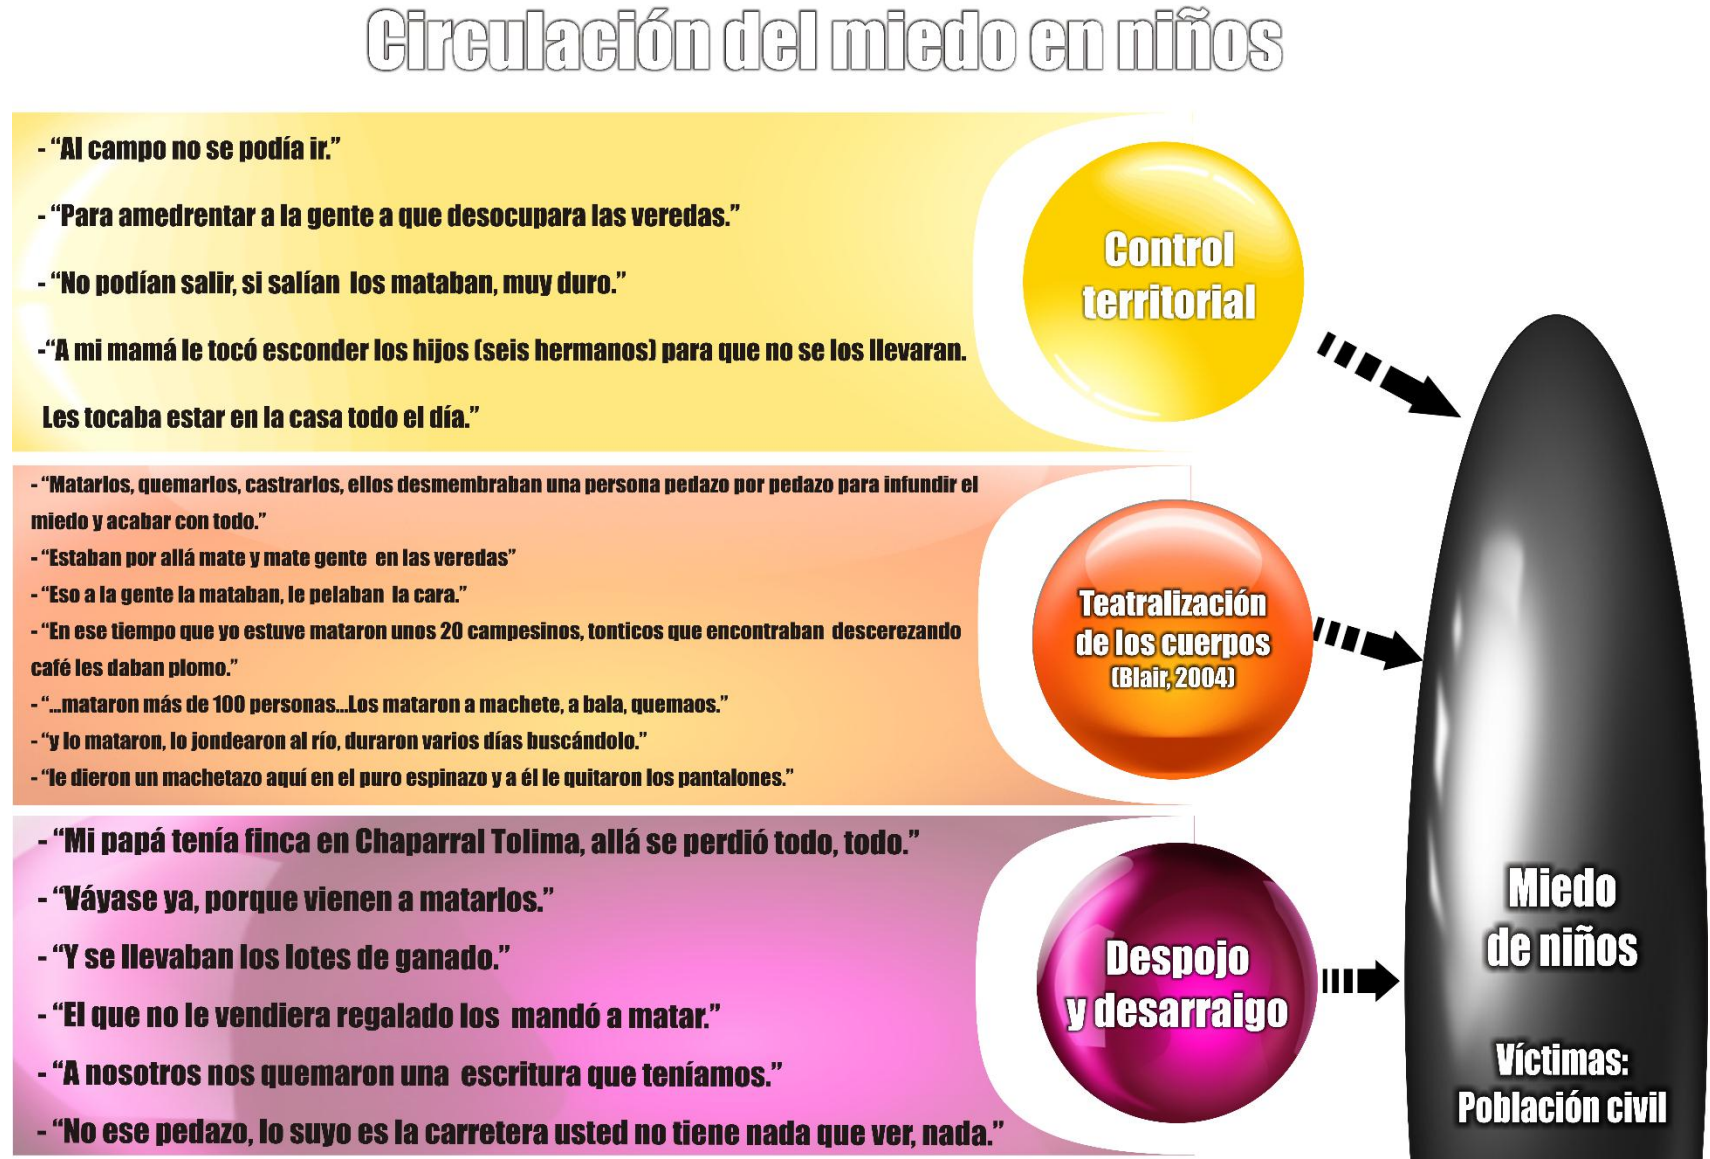 Circulación del miedo en niños
- “Al campo no se podía ir.”
- “Para amedrentar a la gente a que desocupara las veredas.”
- “No podían salir, si salían los mataban, muy duro.”
-“A mi mamá le tocó esconder los hijos (seis hermanos) para que no se los llevaran.
Les tocaba estar en la casa todo el día.”
Control
territorial
- “Matarlos, quemarlos, castrarlos, ellos desmembraban una persona pedazo por pedazo para infundir el
miedo y acabar con todo.”
- “Estaban por allá mate y mate gente en las veredas”
- “Eso a la gente la mataban, le pelaban la cara.”
- “En ese tiempo que yo estuve mataron unos 20 campesinos, tonticos que encontraban descerezando
café les daban plomo.”
- “...mataron más de 100 personas...Los mataron a machete, a bala, quemaos.”
- “y lo mataron, lo jondearon al río, duraron varios días buscándolo.”
- “le dieron un machetazo aquí en el puro espinazo y a él le quitaron los pantalones.”
Teatralización
de los cuerpos
(Blair, 2004)
- “Mi papá tenía finca en Chaparral Tolima, allá se perdió todo, todo.”
- “Váyase ya, porque vienen a matarlos.”
- “Y se llevaban los lotes de ganado.”
- “El que no le vendiera regalado los mandó a matar.”
- “A nosotros nos quemaron una escritura que teníamos.”
- “No ese pedazo, lo suyo es la carretera usted no tiene nada que ver, nada.”
Despojo
y desarraigo
Miedo
de niños
Víctimas:
Población civil